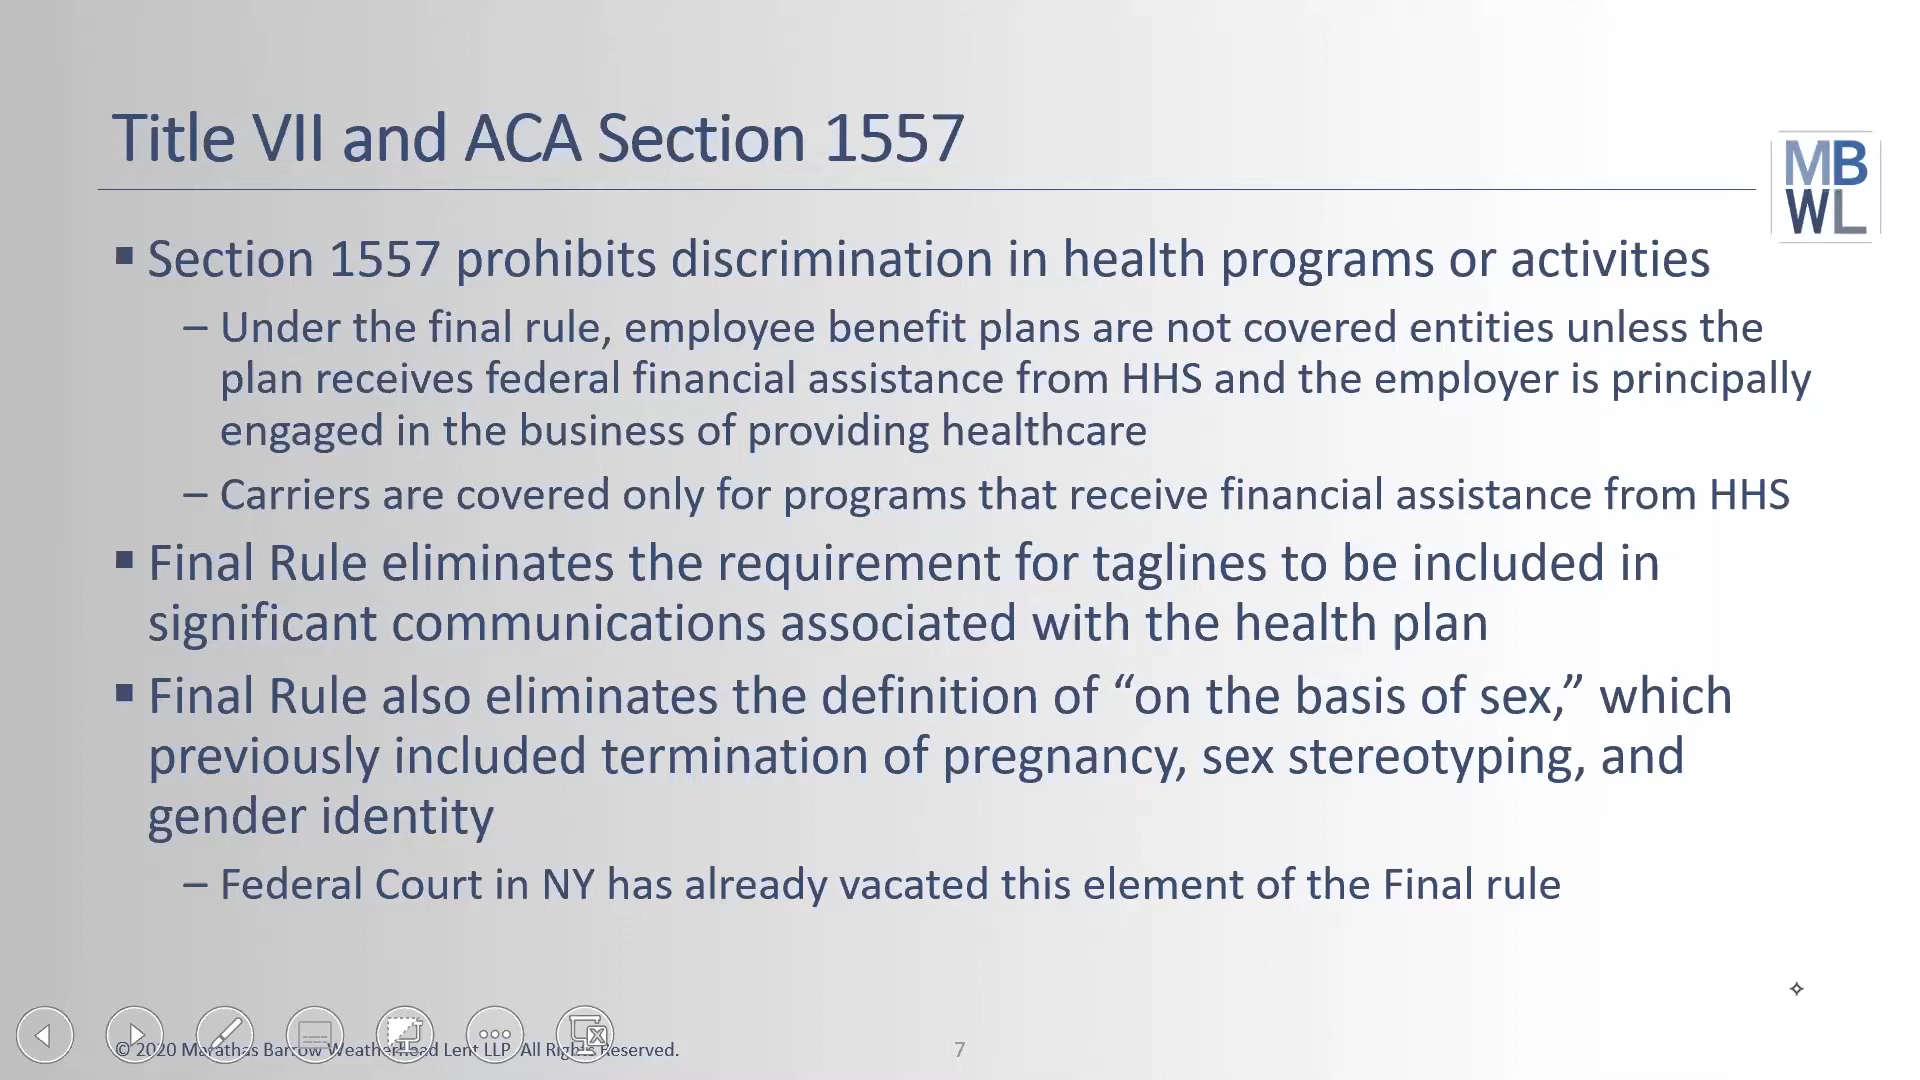 Title VII and ACA Section 1557
MB
WL
▪ Section 1557 prohibits discrimination in health programs or activities
– Under the final rule, employee benefit plans are not covered entities unless the
plan receives federal financial assistance from HHS and the employer is principally
engaged in the business of providing healthcare
– Carriers are covered only for programs that receive financial assistance from HHS
▪ Final Rule eliminates the requirement for taglines to be included in
significant communications associated with the health plan
▪ Final Rule also eliminates the definition of “on the basis of sex,” which
previously included termination of pregnancy, sex stereotyping, and
gender identity
– Federal Court in NY has already vacated this element of the Final rule
© 2020 Marathas Barrow Weatherhead Lent LLP. All Rights Reserved.
7